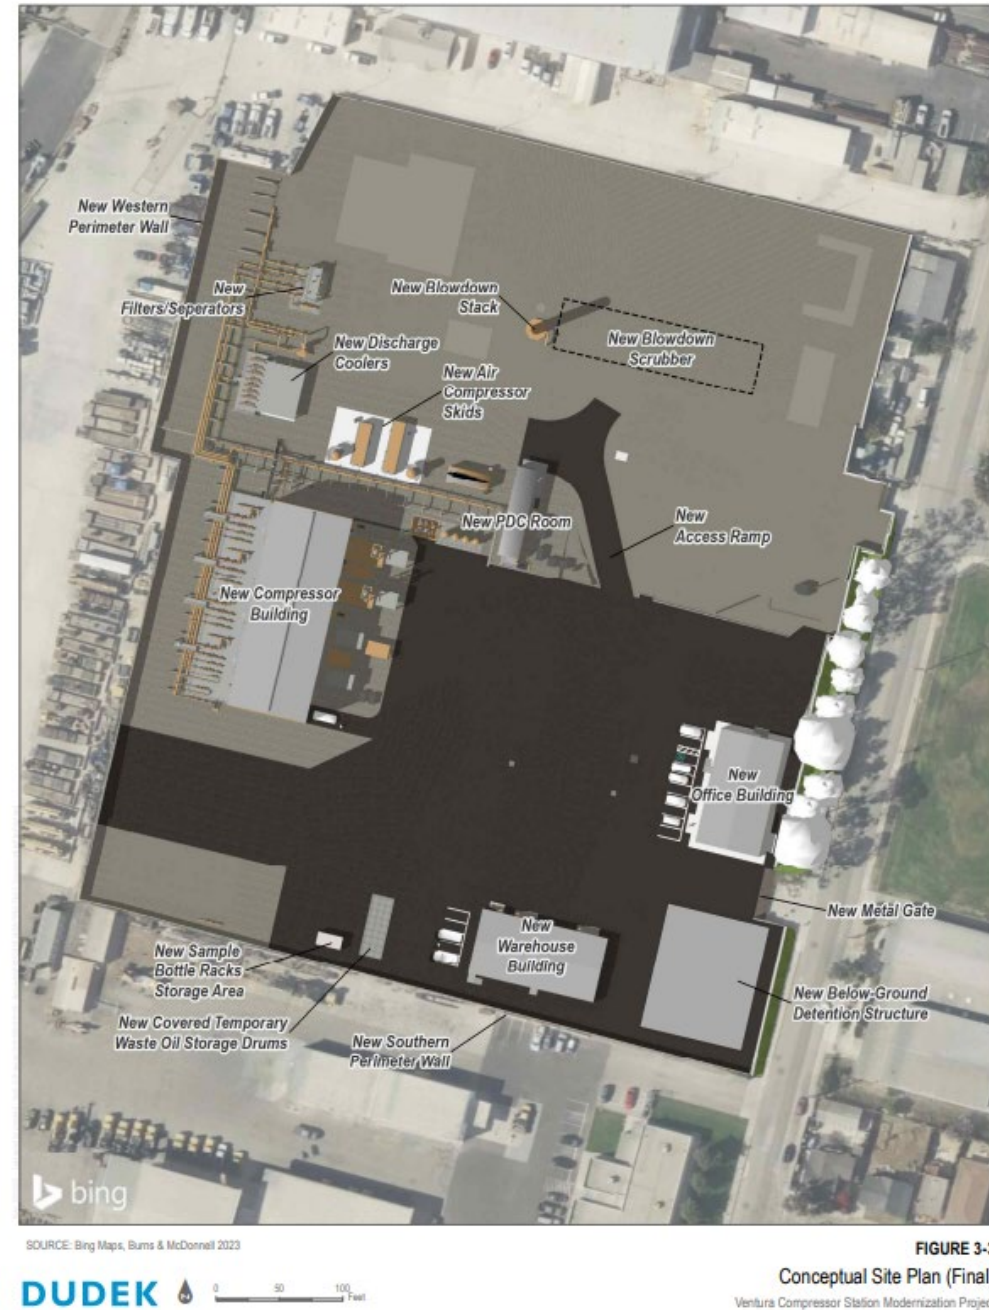 New Western
Perimeter Wall
New
Filters/Seperators
New Blowdown
Stack
New Blowdown
Scrubber
New Discharge
Coolers
New Air
Compressor
Skids
New PDC Room
New
Access Ramp
New Compressor
Building
New
Office Building
New Metal Gate
New
Warehouse
Building
New Sample
Bottle Racks
Storage Area
New Below-Ground
Detention Structure
New Covered Temporary
Waste Oil Storage Drums
New Southern
Perimeter Wall
bing
SOURCE: Bing Maps, Burns & McDonnell 2023
FIGURE 3-3
DUDEK
0 50 100
Feet
Conceptual Site Plan (Final
Ventura Compressor Station Modernization Projec